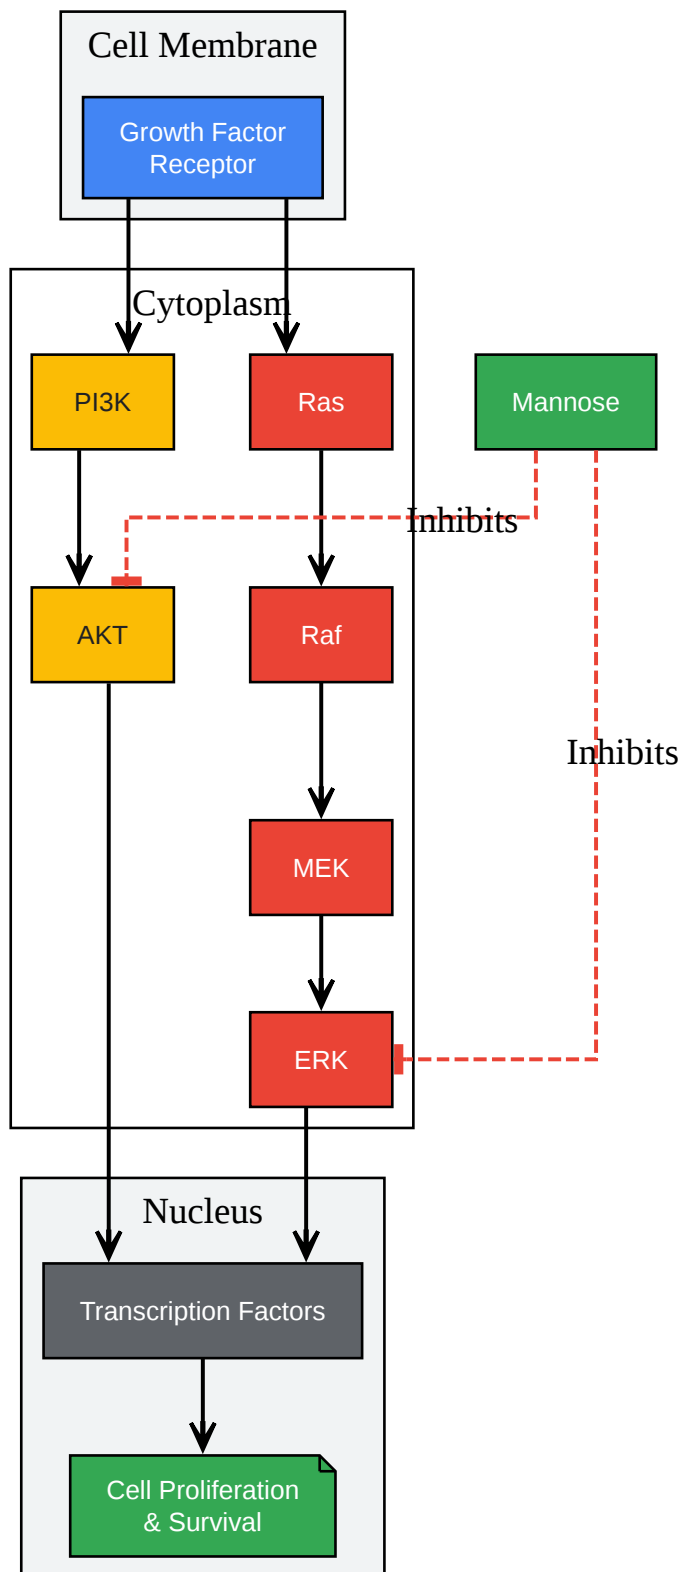 Cell Membrane
Growth Factor
Receptor
Cytoplasm
PI3K
Ras
Mannose
Inhibits
AKT
Raf
Inhibits
MEK
ERK
Nucleus
Transcription Factors
Cell Proliferation
& Survival